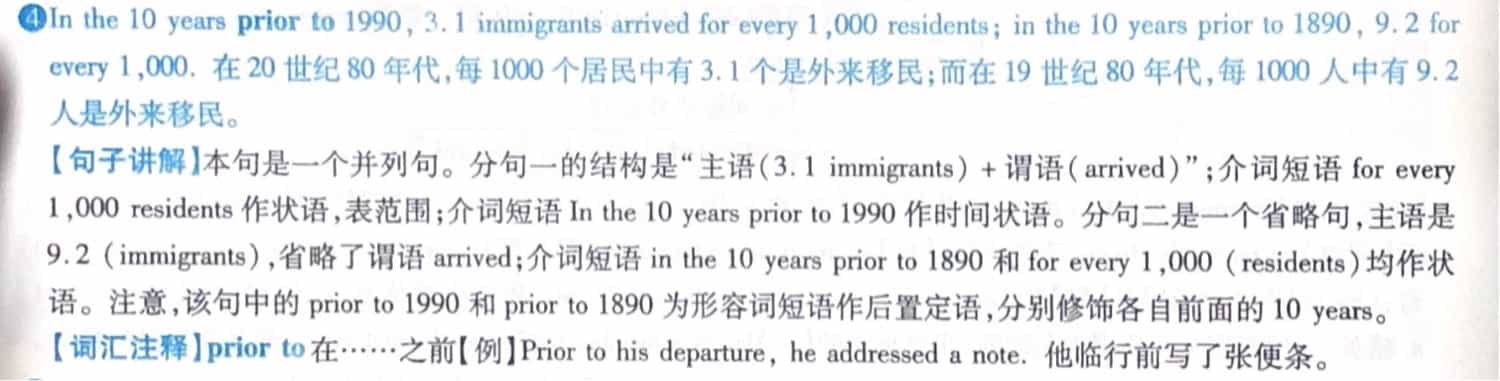 ④In the 10 years prior to 1990, 3.1 immigrants arrived for every 1,000 residents; in the 10 years prior to 1890, 9.2 for
every 1,000. 在 20 世纪 80 年代,每 1000 个居民中有 3.1 个是外来移民;而在 19 世纪 80 年代,每 1000 人中有 9.2
人是外来移民。
【句子讲解】本句是一个并列句。分句一的结构是“主语(3.1 immigrants) + 谓语(arrived)”;介词短语 for every
1,000 residents 作状语,表范围;介词短语 In the 10 years prior to 1990 作时间状语。分句二是一个省略句,主语是
9.2 (immigrants),省略了谓语 arrived;介词短语 in the 10 years prior to 1890 和 for every 1,000 (residents)均作状
语。注意,该句中的 prior to 1990 和 prior to 1890 为形容词短语作后置定语,分别修饰各自前面的 10 years。
【词汇注释】prior to 在……之前【例】Prior to his departure, he addressed a note. 他临行前写了张便条。